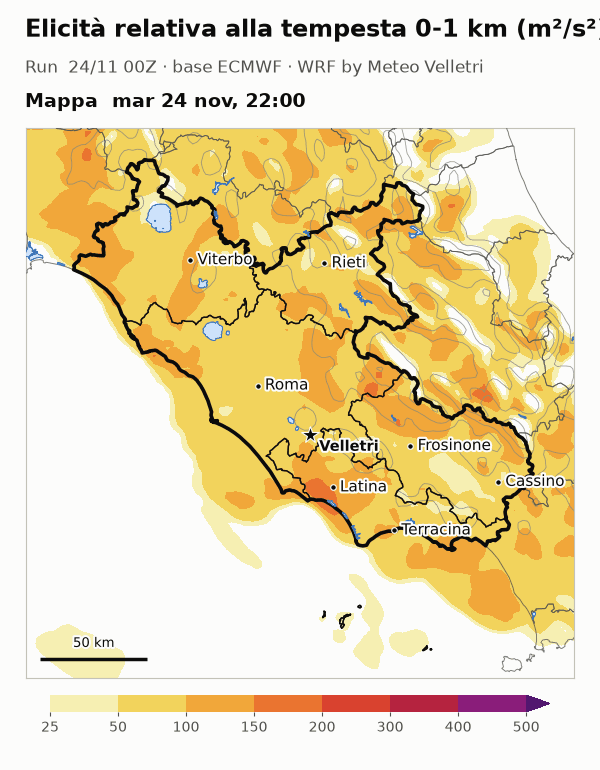 Elicità relativa alla tempesta 0-1 km (m²/s²)
Run  24/11 00Z · base ECMWF · WRF by Meteo Velletri
Mappa  mar 24 nov, 22:00
Viterbo
Rieti
Roma
Velletri
Frosinone
Latina
Cassino
Terracina
50 km
25 50 100 150 200 300 400 500